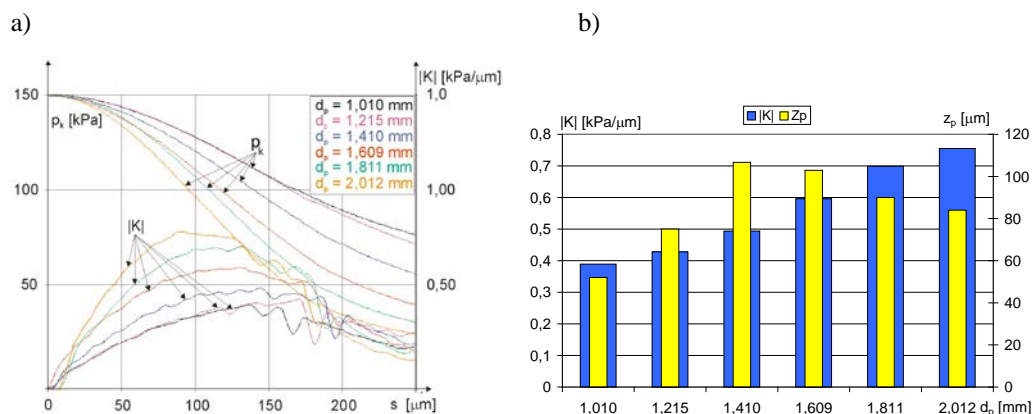 a)
b)
|K| [kPa/μm]
150
1,0
p_k [kPa]
d_p = 1,010 mm
d_p = 1,215 mm
d_p = 1,410 mm
d_p = 1,609 mm
d_p = 1,811 mm
d_p = 2,012 mm
p_k
100
1,00
|K|
50
0,50
0 50 100 150 200
s [μm]
|K| [kPa/μm]
|K| Zp
z_p [μm]
0,8
0,7
0,6
0,5
0,4
0,3
0,2
0,1
0
120
100
80
60
40
20
0
1,010 1,215 1,410 1,609 1,811 2,012 d_p [mm]